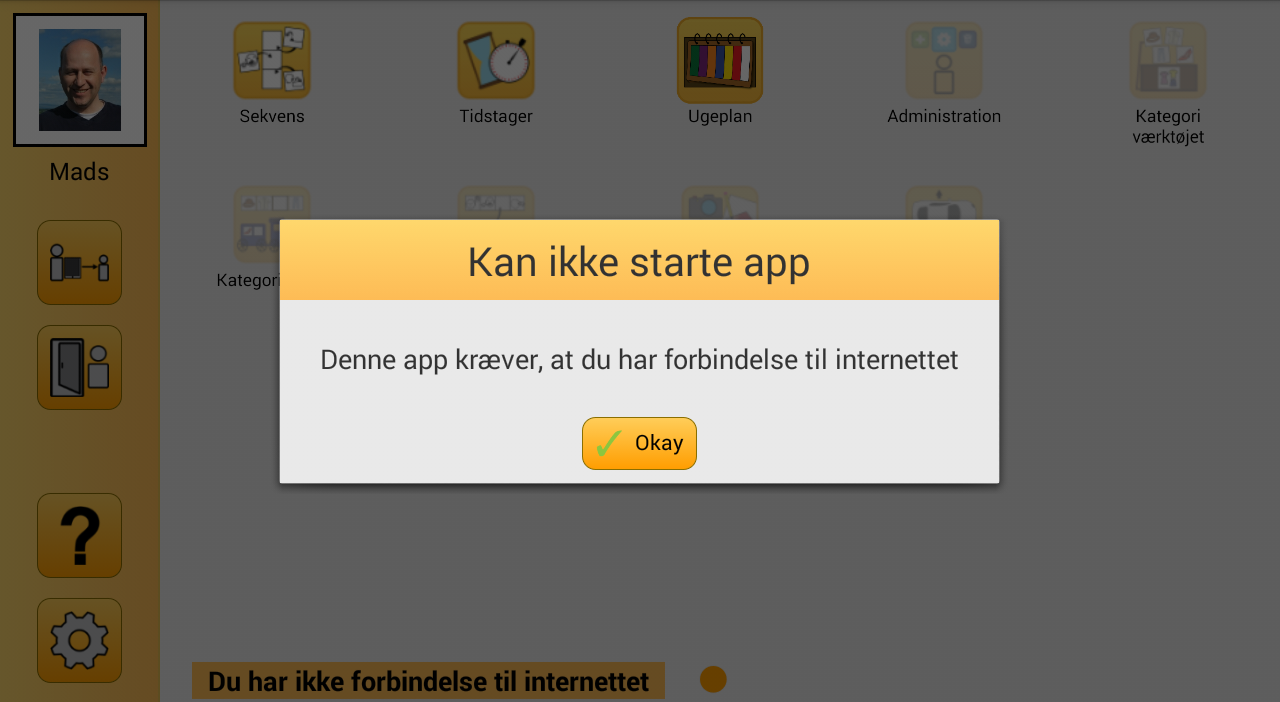 Mads
Sekvens
Tidstager
Ugeplan
Administration
Kategori
værktøjet
Kategori
Kan ikke starte app
Denne app kræver, at du har forbindelse til internettet
Okay
?
Du har ikke forbindelse til internettet